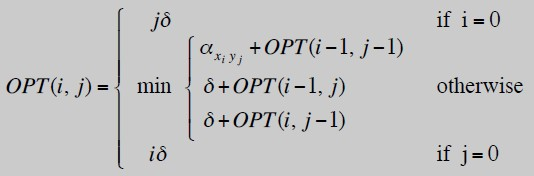 jδ if i = 0
α_{x_i y_j} + OPT(i−1, j−1)
OPT(i, j) = { min { δ + OPT(i−1, j) otherwise
δ + OPT(i, j−1)
iδ if j = 0